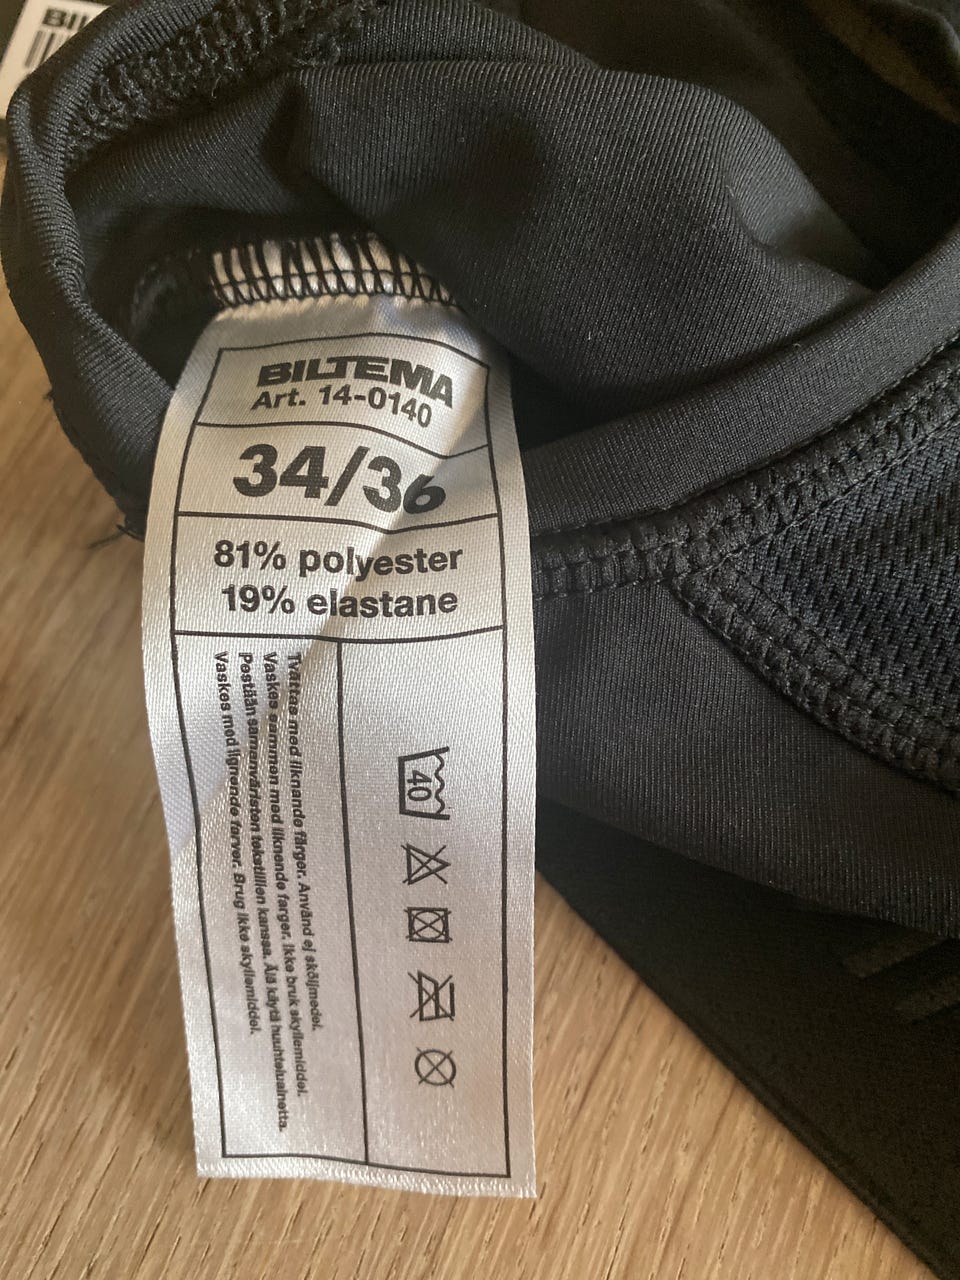 BIL
BILTEMA
Art. 14-0140
34/36
81% polyester
19% elastane
40
Tvättas med liknande färger. Använd ej sköljmedel.
Vaskes sammen med liknende farger. Ikke bruk skyllemiddel.
Pestään samanväristen tekstiilien kanssa. Älä käytä huuhteluainetta.
Vaskes med lignende farver. Brug ikke skyllemiddel.